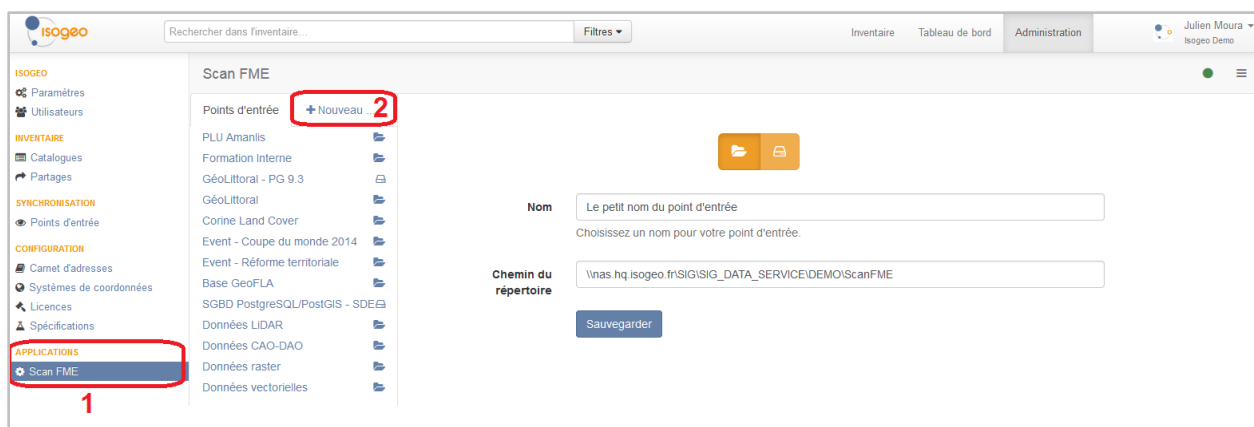 ISOGEO
Rechercher dans l'inventaire...
Filtres
Inventaire
Tableau de bord
Administration
Julien Moura
Isogeo Demo
ISOGEO
Paramètres
Utilisateurs
INVENTAIRE
Catalogues
Partages
SYNCHRONISATION
Points d'entrée
CONFIGURATION
Carnet d'adresses
Systèmes de coordonnées
Licences
Spécifications
APPLICATIONS
Scan FME
1
Scan FME
Points d'entrée
+ Nouveau ...
2
PLU Amanlis
Formation Interne
GéoLittoral - PG 9.3
GéoLittoral
Corine Land Cover
Event - Coupe du monde 2014
Event - Réforme territoriale
Base GeoFLA
SGBD PostgreSQL/PostGIS - SDE
Données LiDAR
Données CAO-DAO
Données raster
Données vectorielles
Nom
Le petit nom du point d'entrée
Choisissez un nom pour votre point d'entrée.
Chemin du
répertoire
\\nas.hq.isogeo.fr\SIG\SIG_DATA_SERVICE\DEMO\ScanFME
Sauvegarder